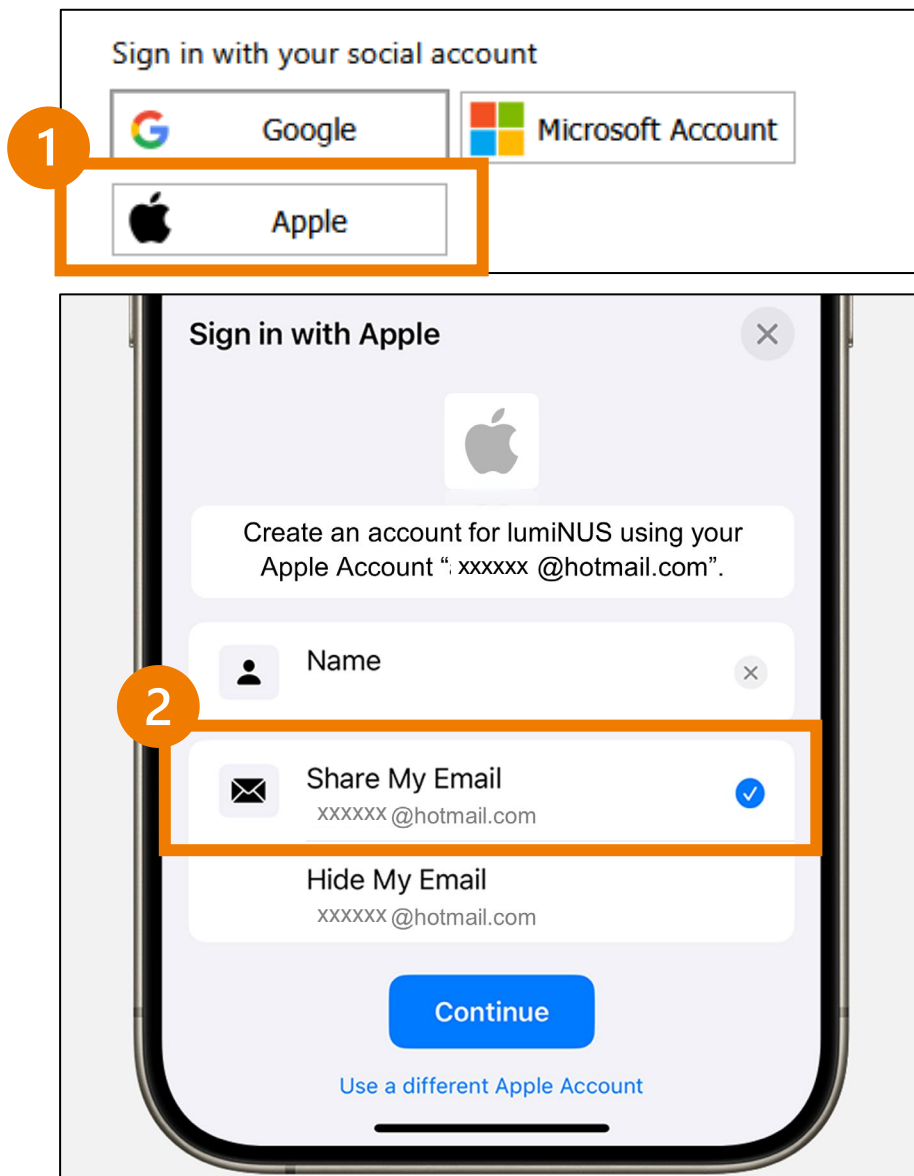 Sign in with your social account
Google
Microsoft Account
1
Apple
Sign in with Apple
Create an account for lumiNUS using your
Apple Account “ xxxxxx @hotmail.com”.
Name
2
Share My Email
xxxxxx @hotmail.com
Hide My Email
xxxxxx @hotmail.com
Continue
Use a different Apple Account